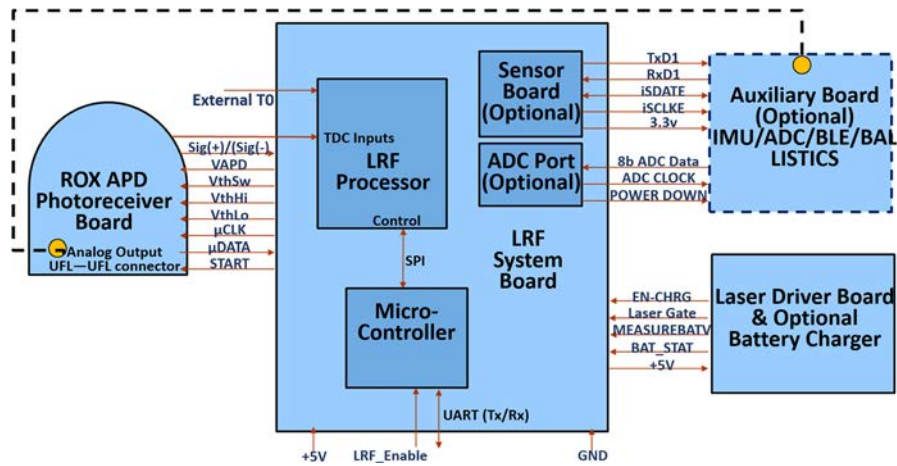 External T0
ROX APD
Photoreceiver
Board
Analog Output
UFL—UFL connector
Sig(+)/(Sig(-)
VAPD
VthSw
VthHi
VthLo
µCLK
µDATA
START
TDC Inputs
LRF
Processor
Control
SPI
Micro-
Controller
UART (Tx/Rx)
+5V
LRF_Enable
GND
LRF
System
Board
Sensor
Board
(Optional)
ADC Port
(Optional)
TxD1
RxD1
iSDATE
iSCLKE
3.3v
8b ADC Data
ADC CLOCK
POWER DOWN
Auxiliary Board
(Optional)
IMU/ADC/BLE/BAL
LISTICS
EN-CHRG
Laser Gate
MEASUREBATV
BAT_STAT
+5V
Laser Driver Board
& Optional
Battery Charger